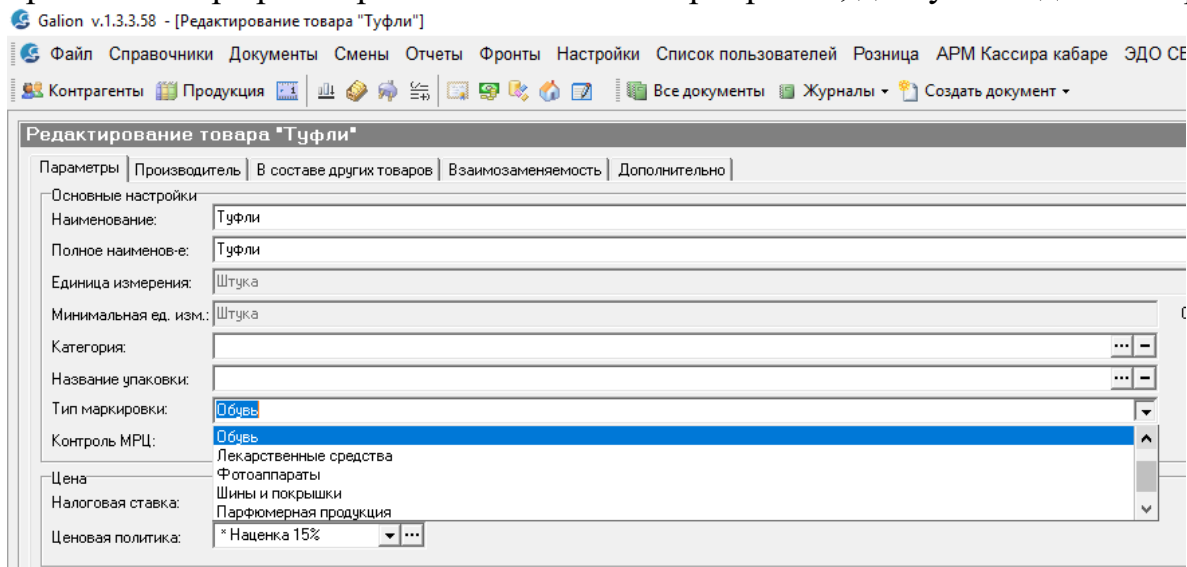 Galion v.1.3.3.58 - [Редактирование товара "Туфли"]
Файл Справочники Документы Смены Отчеты Фронты Настройки Список пользователей Розница АРМ Кассира кабаре ЭДО
Контрагенты Продукция Все документы Журналы Создать документ
Редактирование товара "Туфли"
Параметры Производитель В составе других товаров Взаимозаменяемость Дополнительно
Основные настройки
Наименование: Туфли
Полное наименов-е: Туфли
Единица измерения: Штука
Минимальная ед. изм.: Штука
Категория:
Название упаковки:
Тип маркировки: Обувь
Контроль МРЦ: Обувь
Лекарственные средства
Цена Фотоаппараты
Шины и покрышки
Налоговая ставка:
Парфюмерная продукция
Ценовая политика: * Наценка 15%